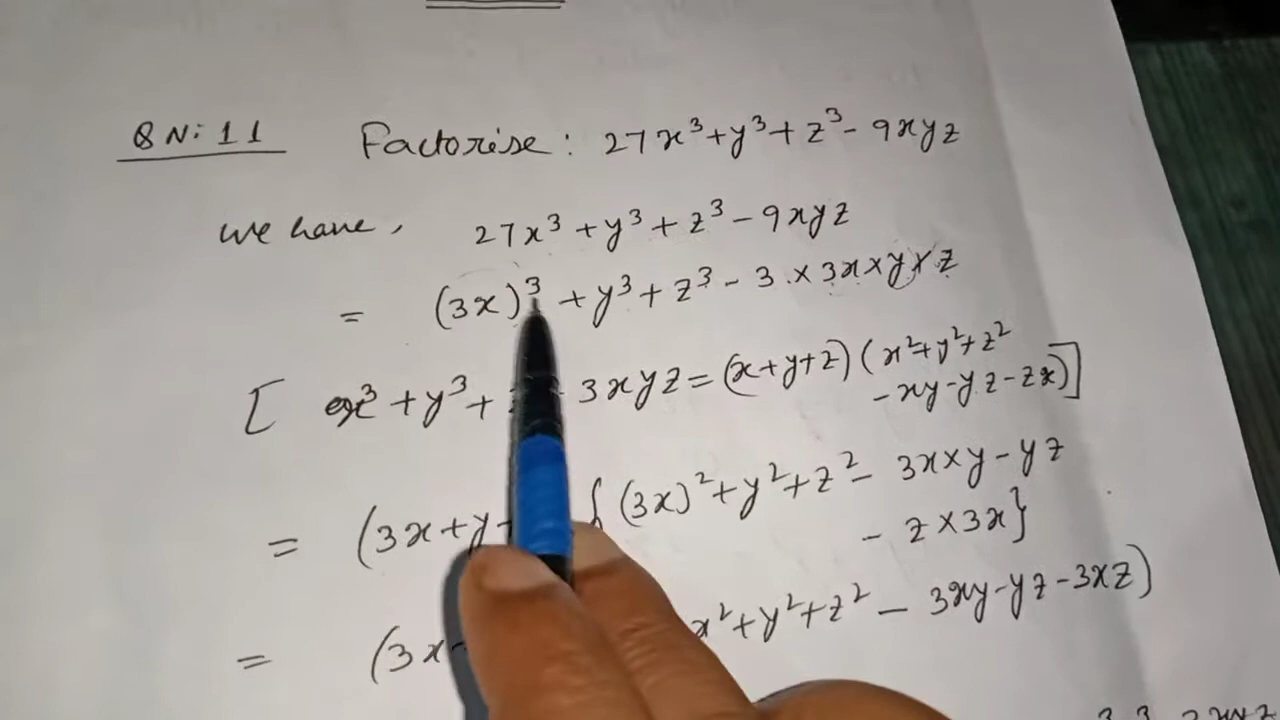 Q N: 11 Factorise: 27x³+y³+z³-9xyz
we have, 27x³+y³+z³-9xyz
= (3x)³+y³+z³-3×3x×y×z
[ x³+y³+ 3xyz=(x+y+z)(x²+y²+z²
-xy-yz-zx)]
= (3x+y- {(3x)²+y²+z²-3x×y-yz
-z×3x}
= (3x x²+y²+z²-3xy-yz-3xz)